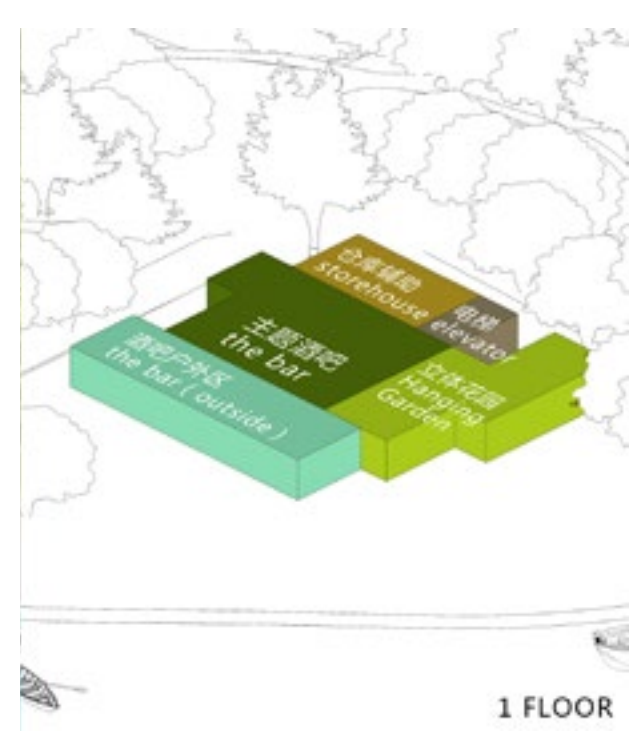 仓库辅助
storehouse
电梯
elevator
主题酒吧
the bar
立体花园
Hanging
Garden
酒吧户外区
the bar ( outside )
1 FLOOR